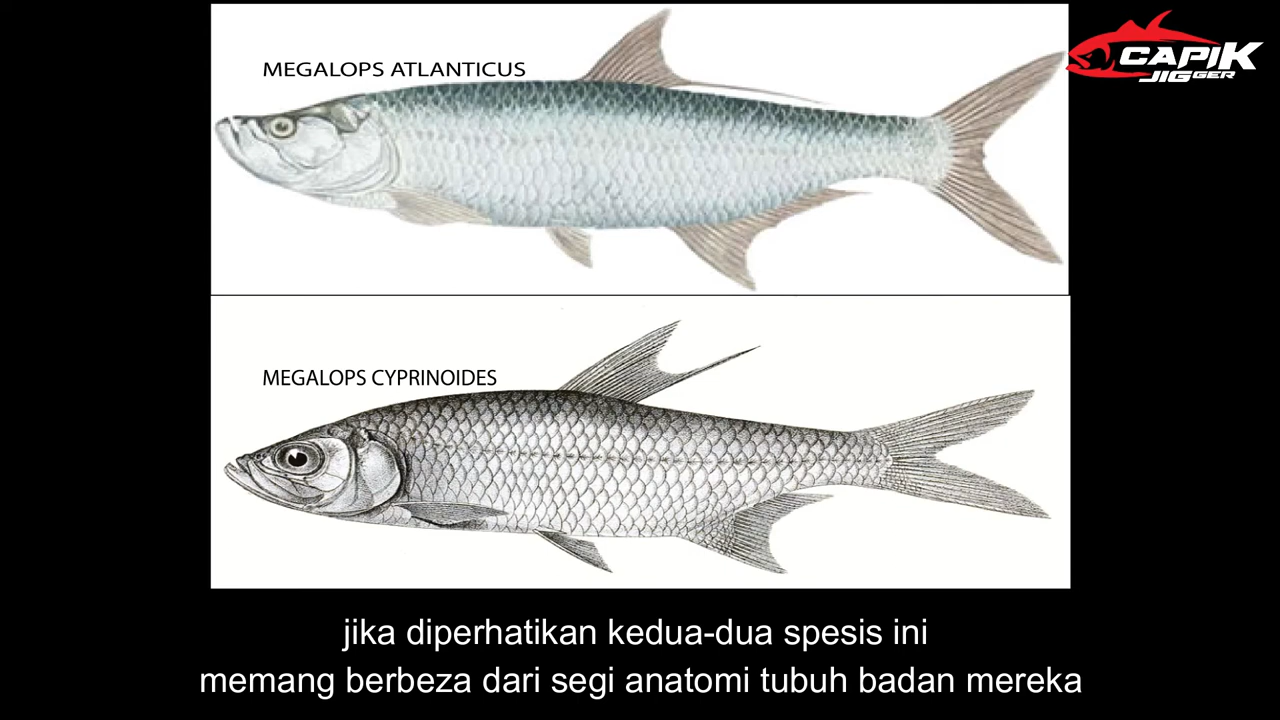 MEGALOPS ATLANTICUS
CAPIK
JIGGER
MEGALOPS CYPRINOIDES
jika diperhatikan kedua-dua spesis ini
memang berbeza dari segi anatomi tubuh badan mereka